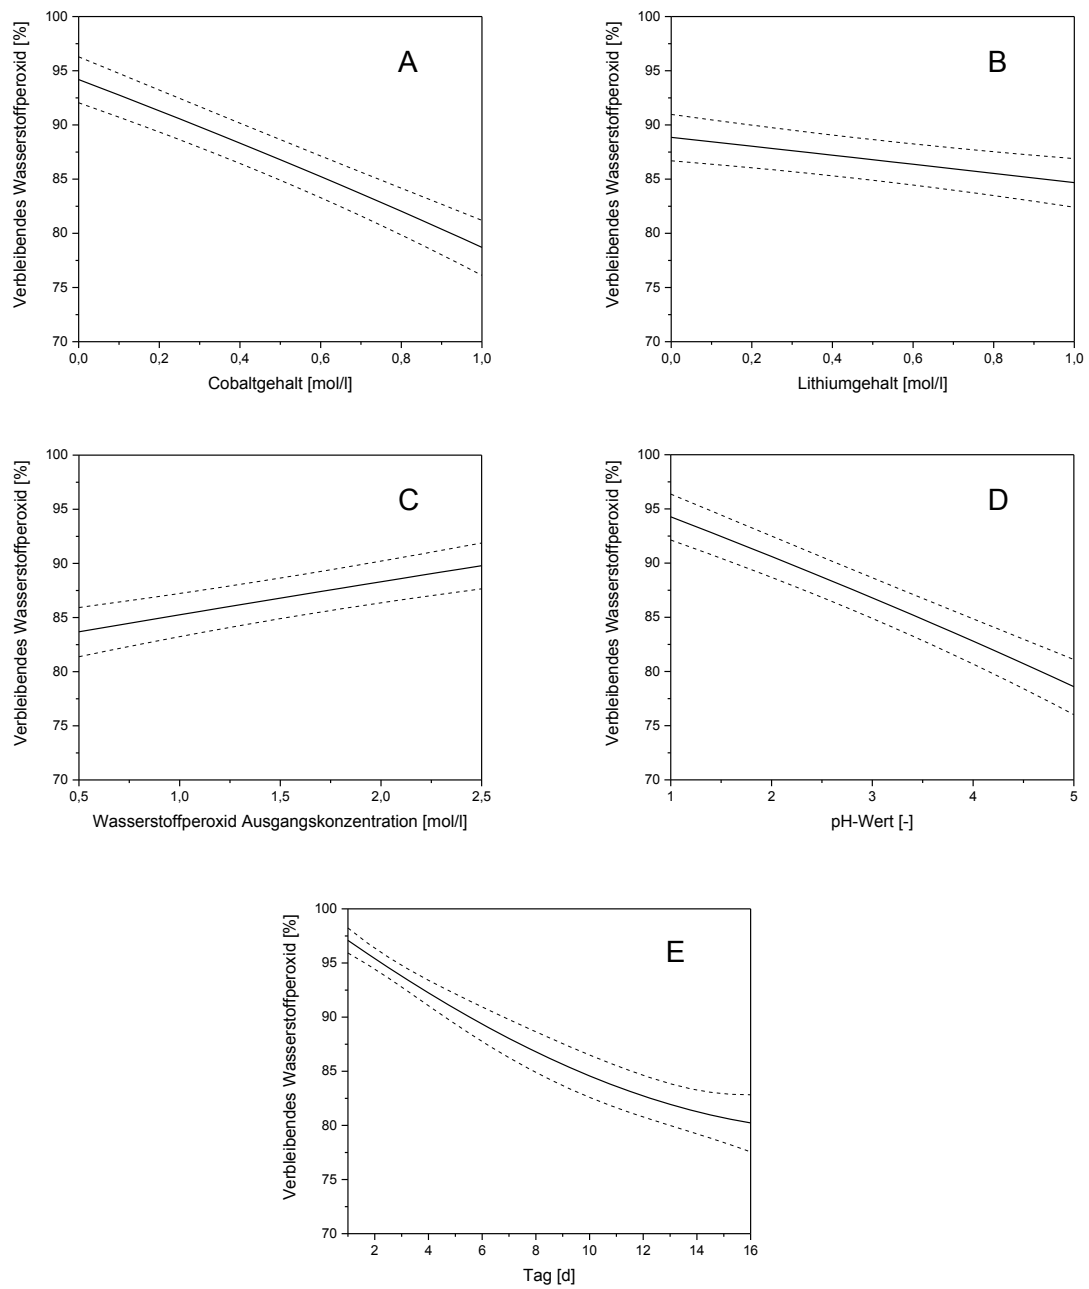 A
Verbleibendes Wasserstoffperoxid [%]
100
95
90
85
80
75
70
0,0 0,2 0,4 0,6 0,8 1,0
Cobaltgehalt [mol/l]
B
Verbleibendes Wasserstoffperoxid [%]
100
95
90
85
80
75
70
0,0 0,2 0,4 0,6 0,8 1,0
Lithiumgehalt [mol/l]
C
Verbleibendes Wasserstoffperoxid [%]
100
95
90
85
80
75
70
0,5 1,0 1,5 2,0 2,5
Wasserstoffperoxid Ausgangskonzentration [mol/l]
D
Verbleibendes Wasserstoffperoxid [%]
100
95
90
85
80
75
70
1 2 3 4 5
pH-Wert [-]
E
Verbleibendes Wasserstoffperoxid [%]
100
95
90
85
80
75
70
2 4 6 8 10 12 14 16
Tag [d]